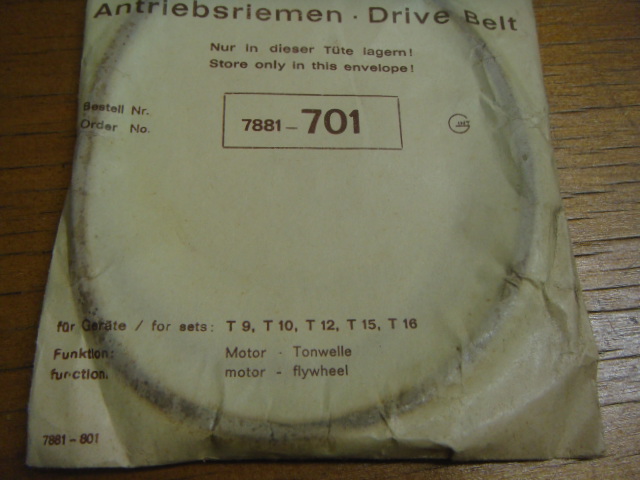 Antriebsriemen · Drive Belt
Nur in dieser Tüte lagern!
Store only in this envelope!
Bestell Nr.
Order No.
7881-701
für Geräte / for sets: T 9, T 10, T 12, T 15, T 16
Funktion: Motor - Tonwelle
function. motor - flywheel
7881-801